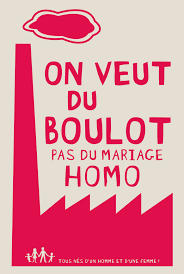 ON VEUT
DU
BOULOT
PAS DU MARIAGE
HOMO
TOUS NÉS D'UN HOMME ET D'UNE FEMME !